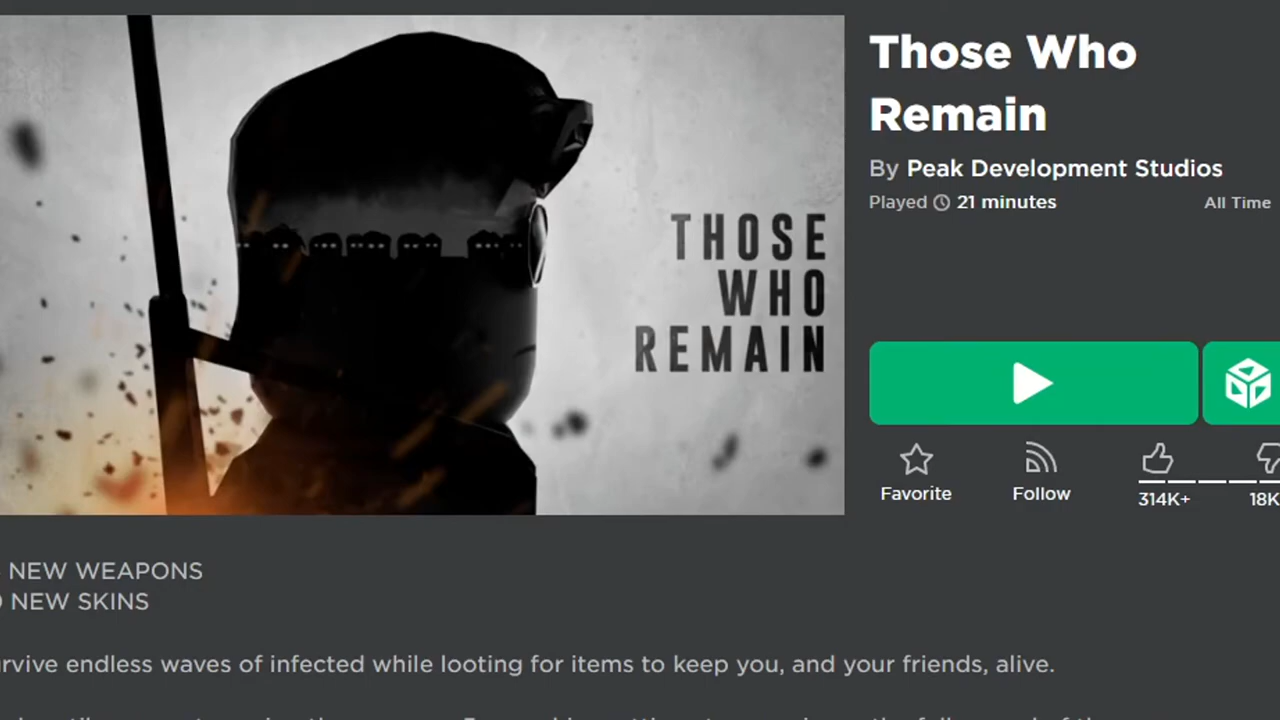 Those Who
Remain
By Peak Development Studios
Played 21 minutes
All Time
THOSE
WHO
REMAIN
Favorite
Follow
314K+
18K
NEW WEAPONS
NEW SKINS
endless waves of infected while looting for items to keep you, and your friends, alive.